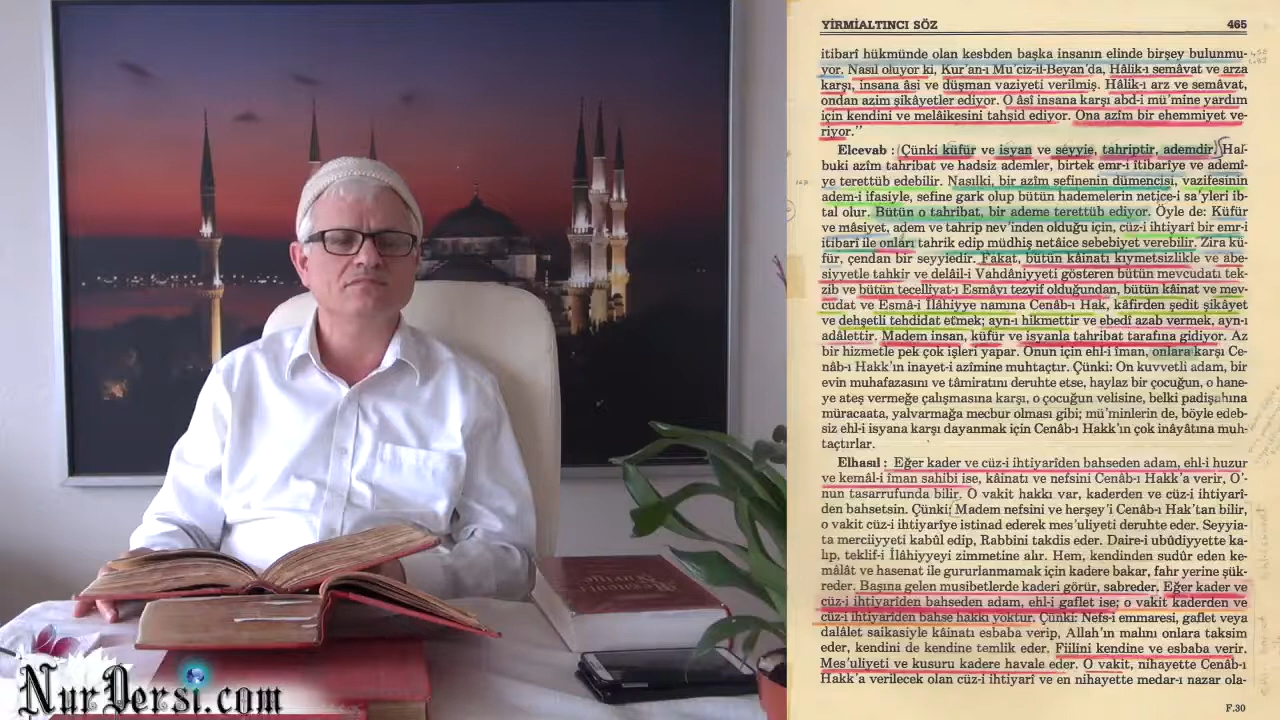 YİRMİALTINCI SÖZ 465
itibarî hükmünde olan kesbden başka insanın elinde birşey bulunmu-
yor. Nasıl oluyor ki, Kur'an-ı Mu'ciz-il-Beyan'da, Hâlik-ı semâvat ve arza
karşı, insana âsi ve düşman vaziyeti verilmiş. Hâlik-ı arz ve semâvat,
ondan azim şikâyetler ediyor. O âsî insana karşı abd-i mü'mine yardım
için kendini ve melâikesini tahşid ediyor. Ona azîm bir ehemmiyet ve-
riyor."
Elcevab : Çünki küfür ve isyan ve seyyie, tahriptir, ademdir. Hal-
buki azîm tahribat ve hadsiz ademler, birtek emr-i itibarîye ve ademî-
ye terettüb edebilir. Nasılki, bir azîm sefinenin dümencisi, vazifesinin
adem-i ifasiyle, sefine gark olup bütün hademelerin netice-i sa'yleri ib-
tal olur. Bütün o tahribat, bir ademe terettüb ediyor. Öyle de: Küfür
ve mâsiyet, adem ve tahrip nev'inden olduğu için, cüz-i ihtiyarî bir emr-i
itibarî ile onları tahrik edip müdhiş netâice sebebiyet verebilir. Zira kü-
für, çendan bir seyyiedir. Fakat, bütün kâinatı kıymetsizlikle ve abe-
siyyetle tahkir ve delâil-i Vahdâniyyeti gösteren bütün mevcudatı tek-
zib ve bütün tecelliyat-ı Esmâyı tezyif olduğundan, bütün kâinat ve mev-
cudat ve Esmâ-i İlâhiyye namına Cenâb-ı Hak, kâfirden şedit şikâyet
ve dehşetli tehdidat etmek; ayn-ı hikmettir ve ebedî azab vermek, ayn-ı
adâlettir. Madem insan, küfür ve isyanla tahribat tarafına gidiyor. Az
bir hizmetle pek çok işleri yapar. Onun için ehl-i îman, onlara karşı Ce-
nâb-ı Hakk'ın inayet-i azîmine muhtaçtır. Çünki: On kuvvetli adam, bir
evin muhafazasını ve tâmiratını deruhte etse, haylaz bir çocuğun, o hane-
ye ateş vermeğe çalışmasına karşı, o çocuğun velisine, belki padişahına
müracaata, yalvarmağa mecbur olması gibi; mü'minlerin de, böyle edeb-
siz ehl-i isyana karşı dayanmak için Cenâb-ı Hakk'ın çok inâyâtına muh-
taçtırlar.
Elhasıl : Eğer kader ve cüz-i ihtiyarîden bahseden adam, ehl-i huzur
ve kemâl-i îman sahibi ise, kâinatı ve nefsini Cenâb-ı Hakk'a verir, O'-
nun tasarrufunda bilir. O vakit hakkı var, kaderden ve cüz-i ihtiyarî-
den bahsetsin. Çünki: Madem nefsini ve herşey'i Cenâb-ı Hak'tan bilir,
o vakit cüz-i ihtiyarîye istinad ederek mes'uliyeti deruhte eder. Seyyia-
ta merciiyyeti kabûl edip, Rabbini takdis eder. Daire-i ubûdiyyette ka-
lıp, teklif-i İlâhiyyeyi zimmetine alır. Hem, kendinden sudûr eden ke-
mâlât ve hasenat ile gururlanmamak için kadere bakar, fahr yerine şük-
reder. Başına gelen musibetlerde kaderi görür, sabreder. Eğer kader ve
cüz-i ihtiyarîden bahseden adam, ehl-i gaflet ise; o vakit kaderden ve
cüz-i ihtiyarîden bahse hakkı yoktur. Çünki: Nefs-i emmaresi, gaflet veya
dalâlet saikasiyle kâinatı esbaba verip, Allah'ın malını onlara taksim
eder, kendini de kendine temlik eder. Fiilini kendine ve esbaba verir.
Mes'uliyeti ve kusuru kadere havale eder. O vakit, nihayette Cenâb-ı
Hakk'a verilecek olan cüz-i ihtiyarî ve en nihayette medar-ı nazar ola-
F.30
NurDersi.com